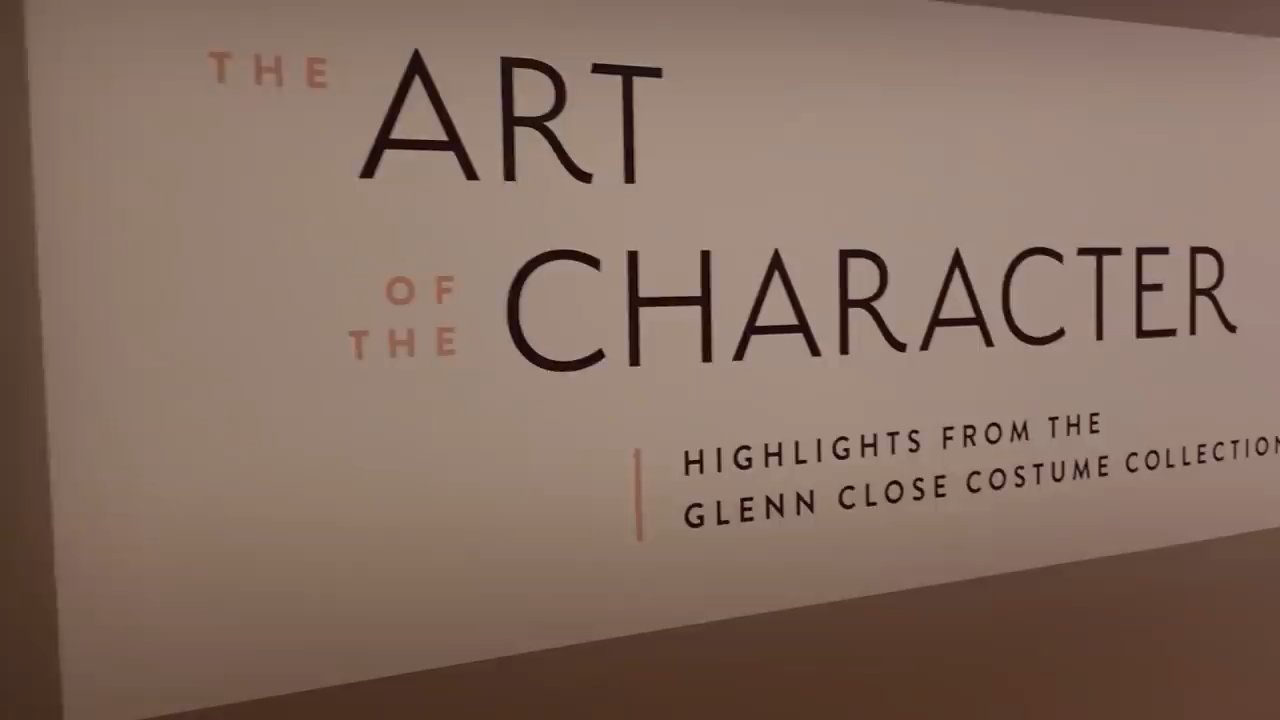 THE ART
OF
THE CHARACTER
HIGHLIGHTS FROM THE
GLENN CLOSE COSTUME COLLECTION